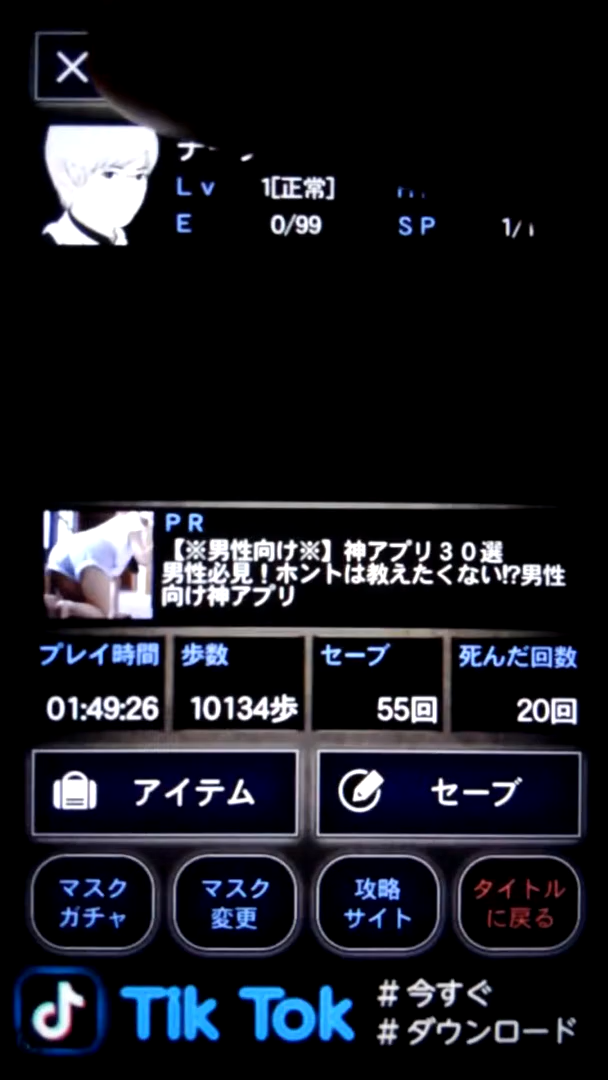 Lv 1[正常]
E 0/99 SP 1/
PR
【※男性向け※】神アプリ30選
男性必見！ホントは教えたくない!?男性
向け神アプリ
プレイ時間 歩数 セーブ 死んだ回数
01:49:26 10134歩 55回 20回
アイテム セーブ
マスク
ガチャ
マスク
変更
攻略
サイト
タイトル
に戻る
TikTok
#今すぐ
#ダウンロード